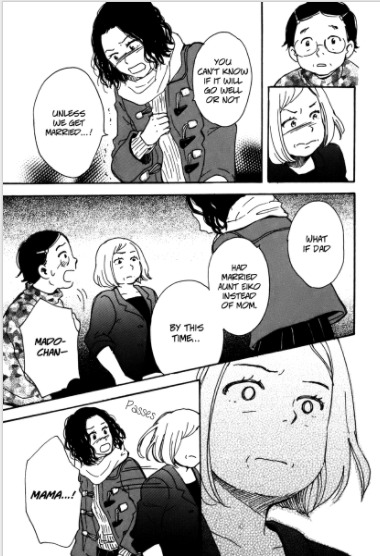 YOU
CAN'T KNOW
IF IT WILL
GO WELL
OR NOT
UNLESS
WE GET
MARRIED...!
WHAT
IF DAD
HAD
MARRIED
AUNT EIKO
INSTEAD
OF MOM.
BY THIS
TIME...
MADO-
CHAN—
Passes
MAMA...!